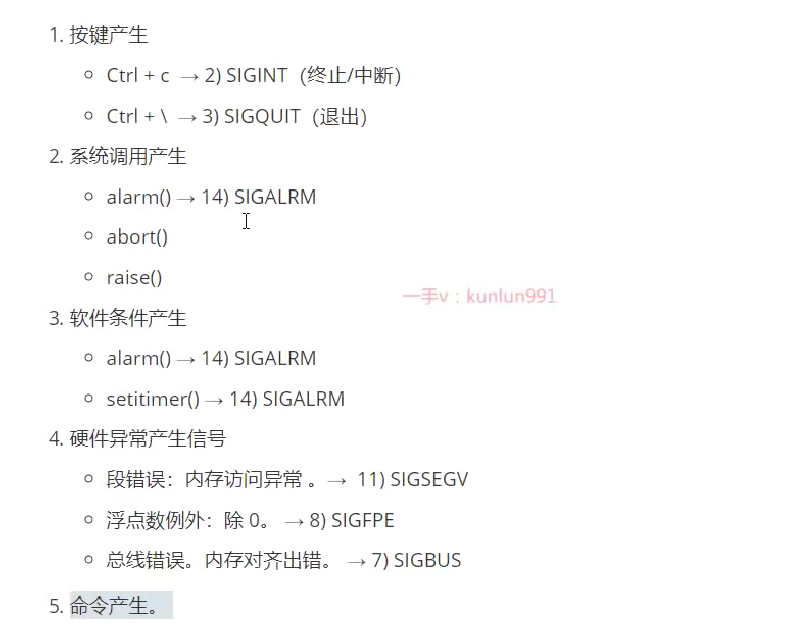 1. 按键产生
Ctrl + c → 2) SIGINT（终止/中断）
Ctrl + \ → 3) SIGQUIT（退出）
2. 系统调用产生
alarm() → 14) SIGALRM
abort()
raise()
一手v：kunlun991
3. 软件条件产生
alarm() → 14) SIGALRM
setitimer() → 14) SIGALRM
4. 硬件异常产生信号
段错误：内存访问异常 。→ 11) SIGSEGV
浮点数例外：除 0。 → 8) SIGFPE
总线错误。内存对齐出错。 → 7) SIGBUS
5. 命令产生。